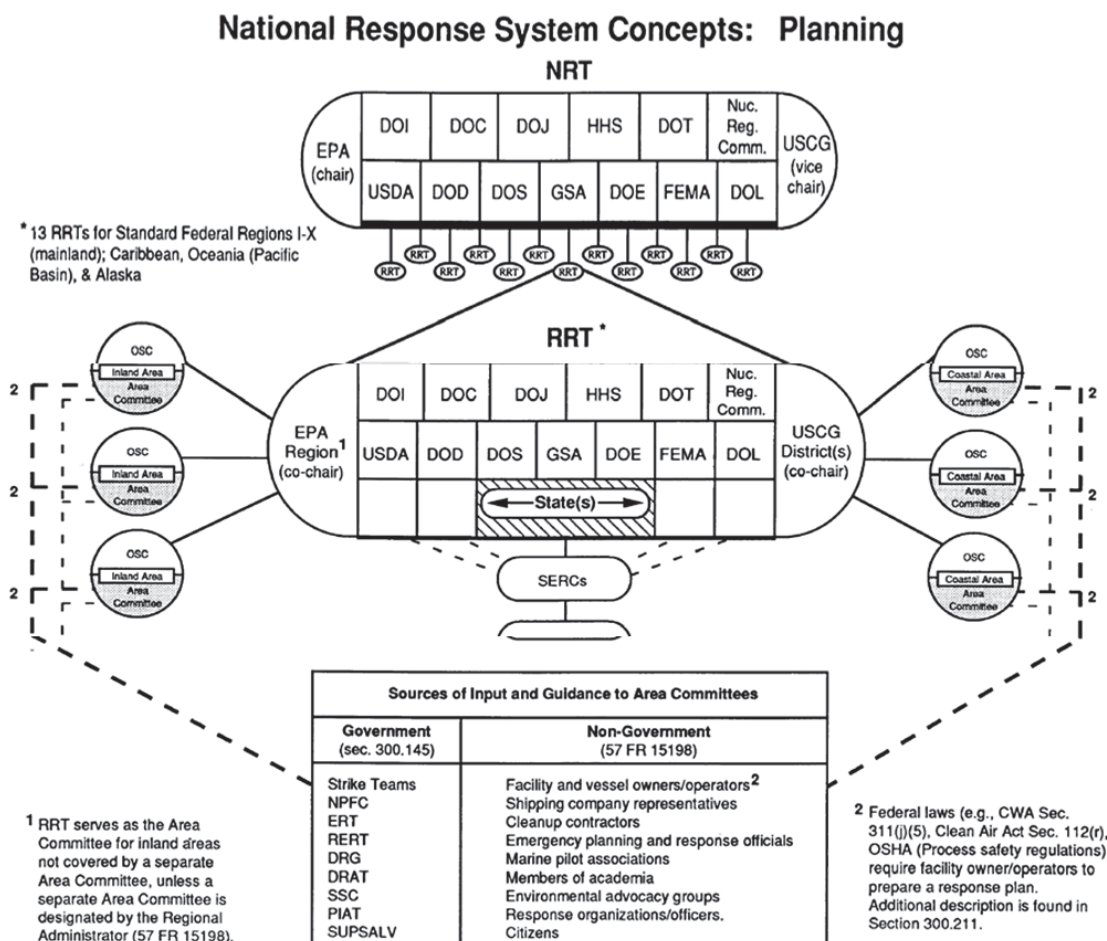 National Response System Concepts: Planning
NRT
EPA
(chair)
DOI
DOC
DOJ
HHS
DOT
Nuc.
Reg.
Comm.
USDA
DOD
DOS
GSA
DOE
FEMA
DOL
USCG
(vice
chair)
* 13 RRTs for Standard Federal Regions I-X
(mainland); Caribbean, Oceania (Pacific
Basin), & Alaska
RRT RRT RRT RRT RRT RRT
RRT RRT RRT RRT RRT RRT RRT
RRT *
OSC
Inland Area
Area
Committee
2
OSC
Inland Area
Area
Committee
2
OSC
Inland Area
Area
Committee
2
EPA
Region 1
(co-chair)
DOI
DOC
DOJ
HHS
DOT
Nuc.
Reg.
Comm.
USDA
DOD
DOS
GSA
DOE
FEMA
DOL
State(s)
USCG
District(s)
(co-chair)
OSC
Coastal Area
Area
Committee
2
OSC
Coastal Area
Area
Committee
2
OSC
Coastal Area
Area
Committee
2
SERCs
Sources of Input and Guidance to Area Committees
Government
(sec. 300.145)
Strike Teams
NPFC
ERT
RERT
DRG
DRAT
SSC
PIAT
SUPSALV
Non-Government
(57 FR 15198)
Facility and vessel owners/operators 2
Shipping company representatives
Cleanup contractors
Emergency planning and response officials
Marine pilot associations
Members of academia
Environmental advocacy groups
Response organizations/officers.
Citizens
1 RRT serves as the Area
Committee for inland areas
not covered by a separate
Area Committee, unless a
separate Area Committee is
designated by the Regional
Administrator (57 FR 15198).
2 Federal laws (e.g., CWA Sec.
311(j)(5), Clean Air Act Sec. 112(r),
OSHA (Process safety regulations)
require facility owner/operators to
prepare a response plan.
Additional description is found in
Section 300.211.